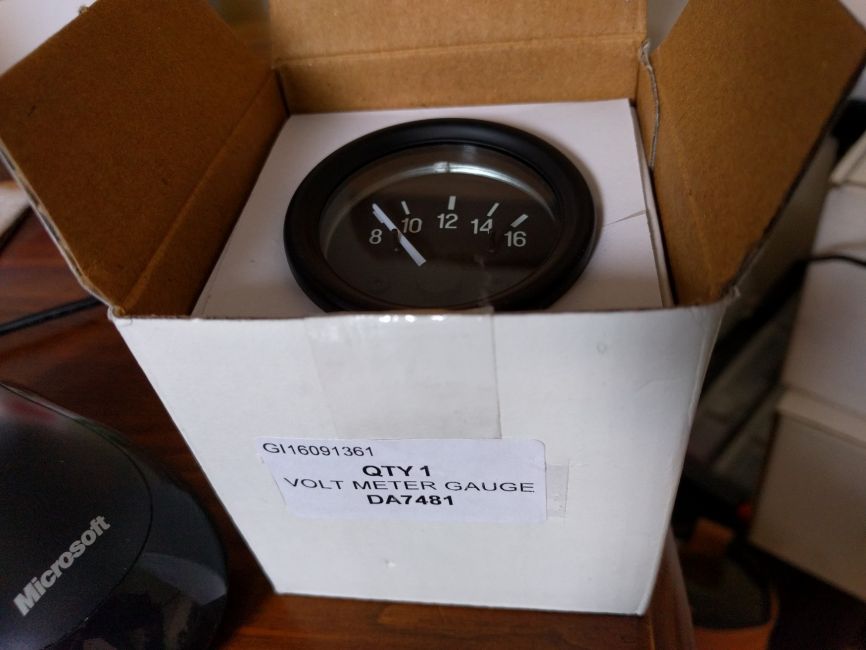 8 10 12 14 16
GI16091361
QTY 1
VOLT METER GAUGE
DA7481
Microsoft